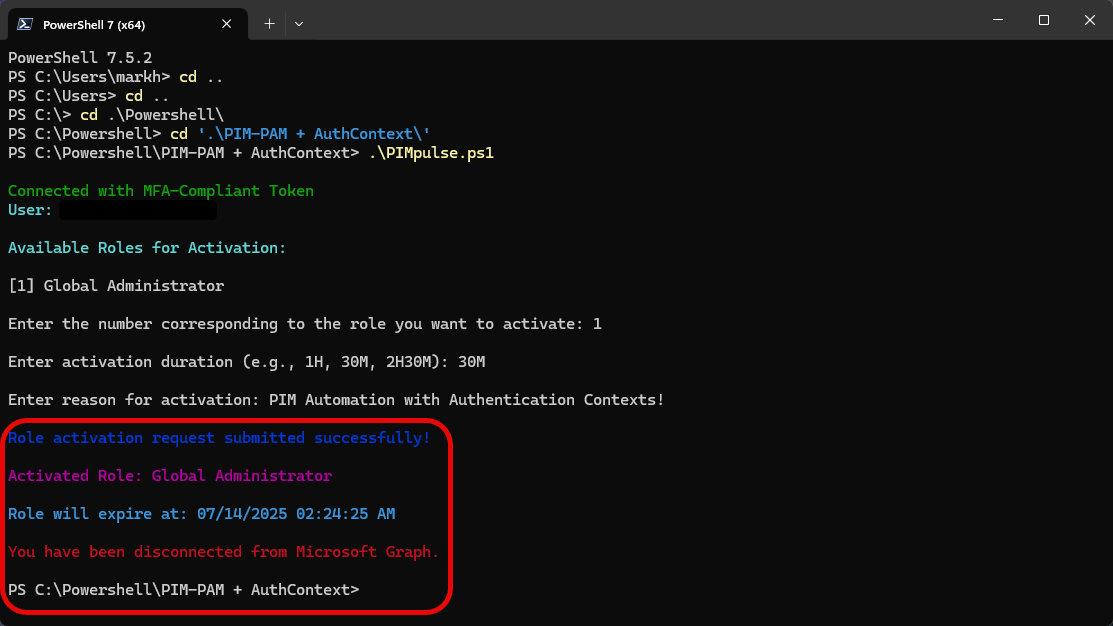 PowerShell 7 (x64)
PowerShell 7.5.2
PS C:\Users\markh> cd ..
PS C:\Users> cd ..
PS C:\> cd .\Powershell\
PS C:\Powershell> cd '.\PIM-PAM + AuthContext\'
PS C:\Powershell\PIM-PAM + AuthContext> .\PIMpulse.ps1
Connected with MFA-Compliant Token
User:
Available Roles for Activation:
[1] Global Administrator
Enter the number corresponding to the role you want to activate: 1
Enter activation duration (e.g., 1H, 30M, 2H30M): 30M
Enter reason for activation: PIM Automation with Authentication Contexts!
Role activation request submitted successfully!
Activated Role: Global Administrator
Role will expire at: 07/14/2025 02:24:25 AM
You have been disconnected from Microsoft Graph.
PS C:\Powershell\PIM-PAM + AuthContext>